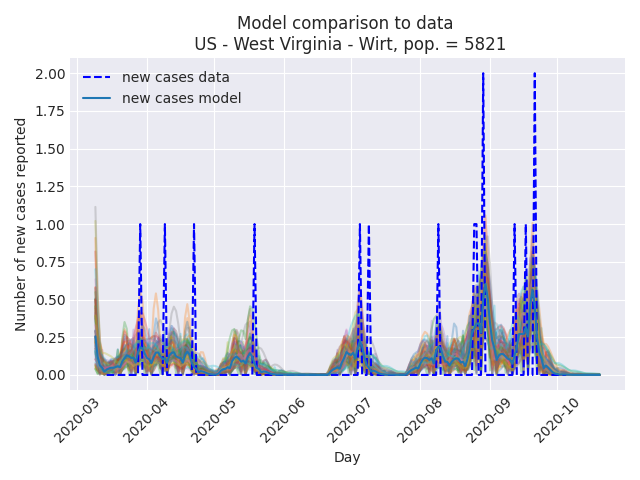 Model comparison to data
US - West Virginia - Wirt, pop. = 5821
new cases data
new cases model
Number of new cases reported
2.00
1.75
1.50
1.25
1.00
0.75
0.50
0.25
0.00
2020-03
2020-04
2020-05
2020-06
2020-07
2020-08
2020-09
2020-10
Day